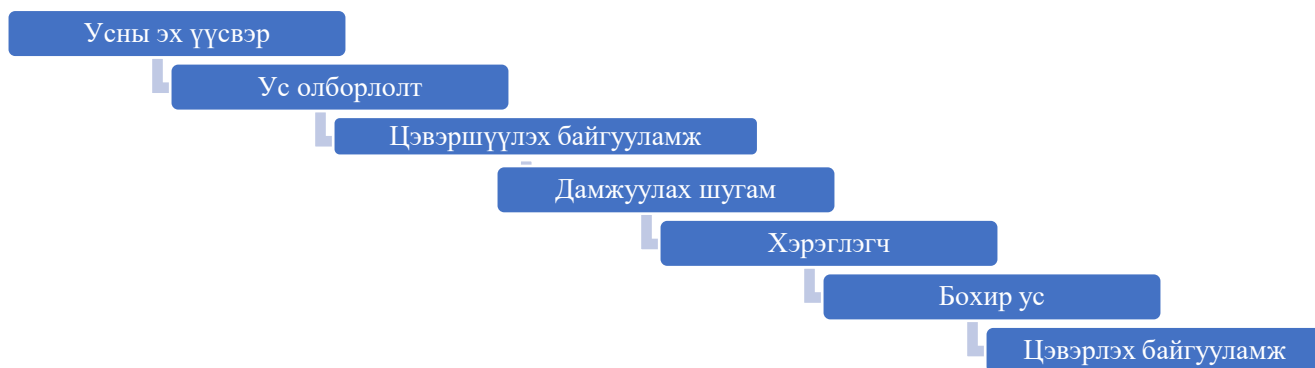 Усны эх үүсвэр
Ус олборлолт
Цэвэршүүлэх байгууламж
Дамжуулах шугам
Хэрэглэгч
Бохир ус
Цэвэрлэх байгууламж